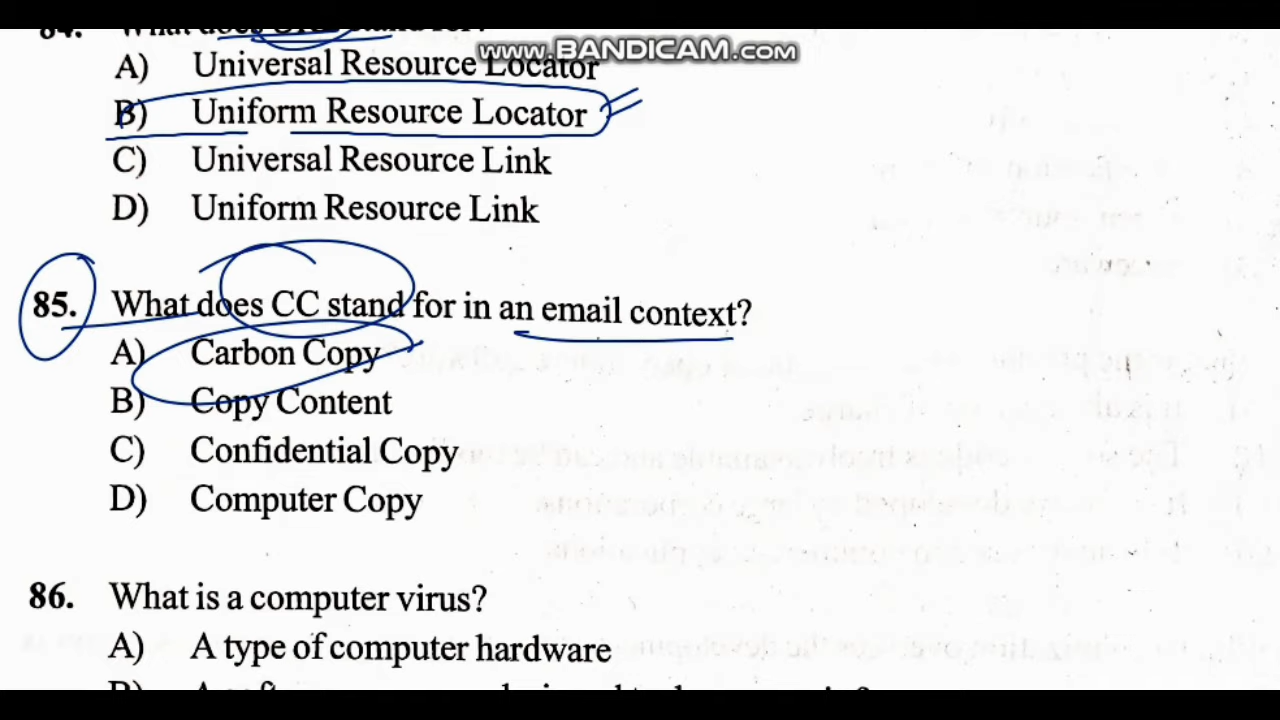 84.
www.BANDICAM.com
A) Universal Resource Locator
B) Uniform Resource Locator
C) Universal Resource Link
D) Uniform Resource Link
85. What does CC stand for in an email context?
A) Carbon Copy
B) Copy Content
C) Confidential Copy
D) Computer Copy
86. What is a computer virus?
A) A type of computer hardware